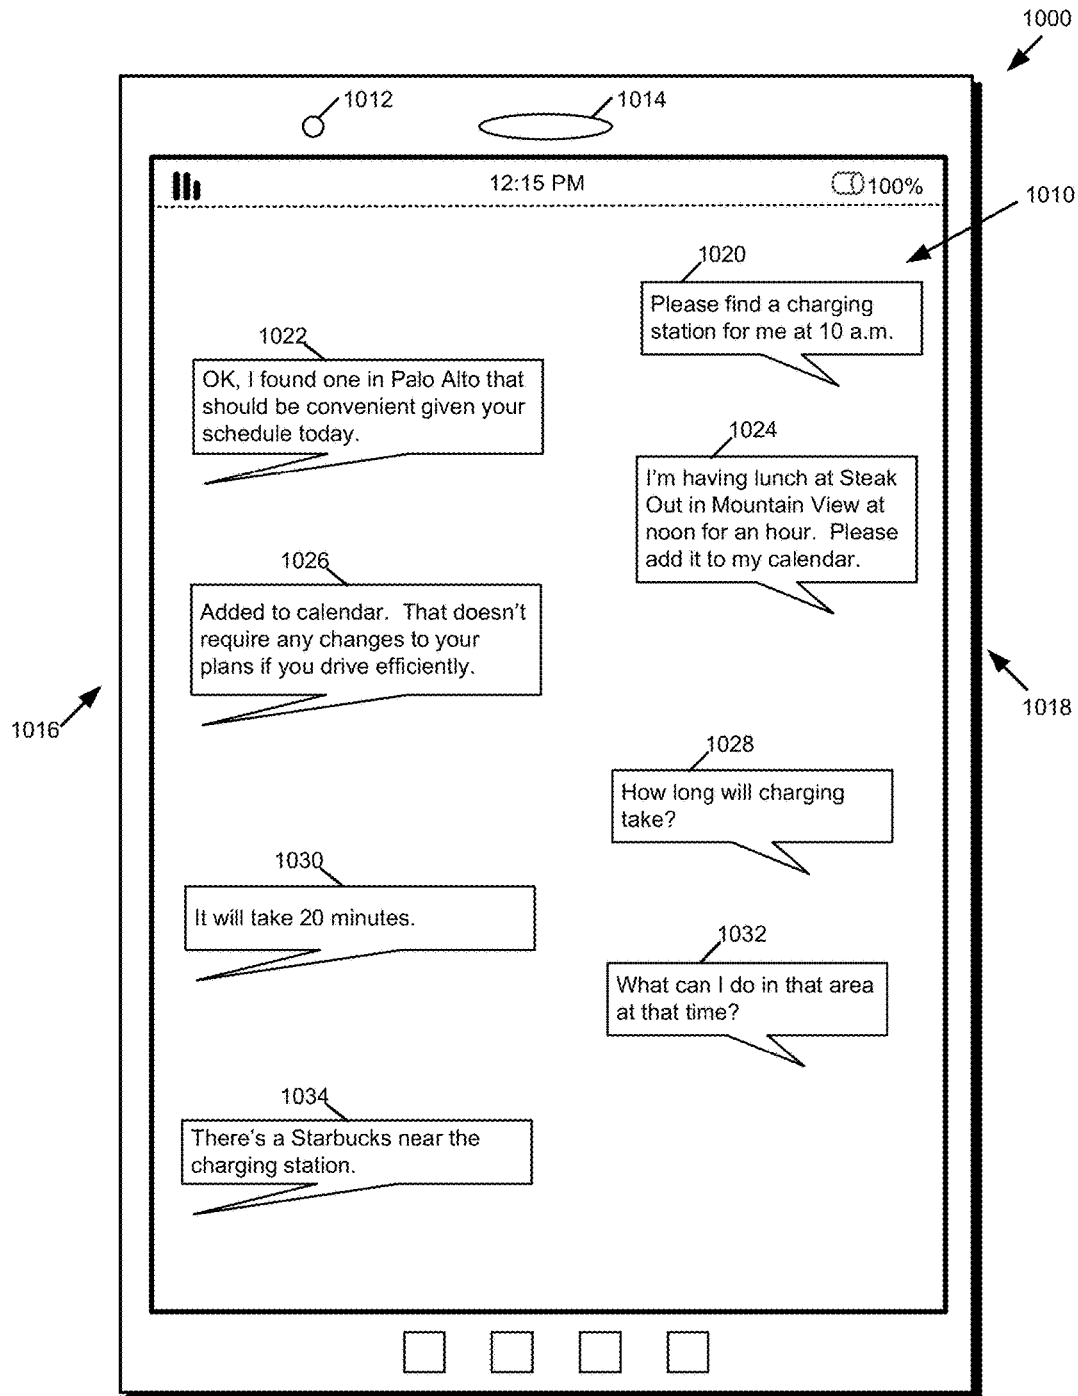 1000
1012
1014
12:15 PM
100%
1010
1020
Please find a charging
station for me at 10 a.m.
1022
OK, I found one in Palo Alto that
should be convenient given your
schedule today.
1024
I'm having lunch at Steak
Out in Mountain View at
noon for an hour.  Please
add it to my calendar.
1026
Added to calendar.  That doesn't
require any changes to your
plans if you drive efficiently.
1016
1018
1028
How long will charging
take?
1030
It will take 20 minutes.
1032
What can I do in that area
at that time?
1034
There's a Starbucks near the
charging station.